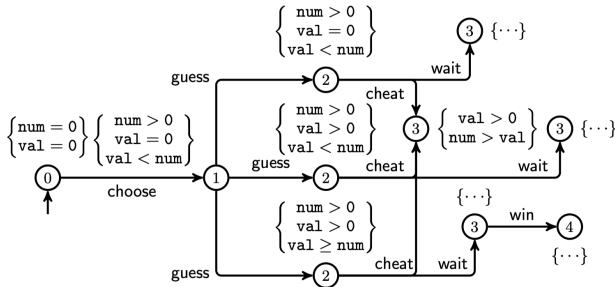 num > 0
val = 0
val < num
3 {···}
guess
2
wait
cheat
num = 0
val = 0
num > 0
val = 0
val < num
num > 0
val > 0
val < num
3
val > 0
num > val
3 {···}
0
choose
1
guess
2
cheat
wait
num > 0
val > 0
val ≥ num
{···}
3
win
4
{···}
guess
2
cheat
wait